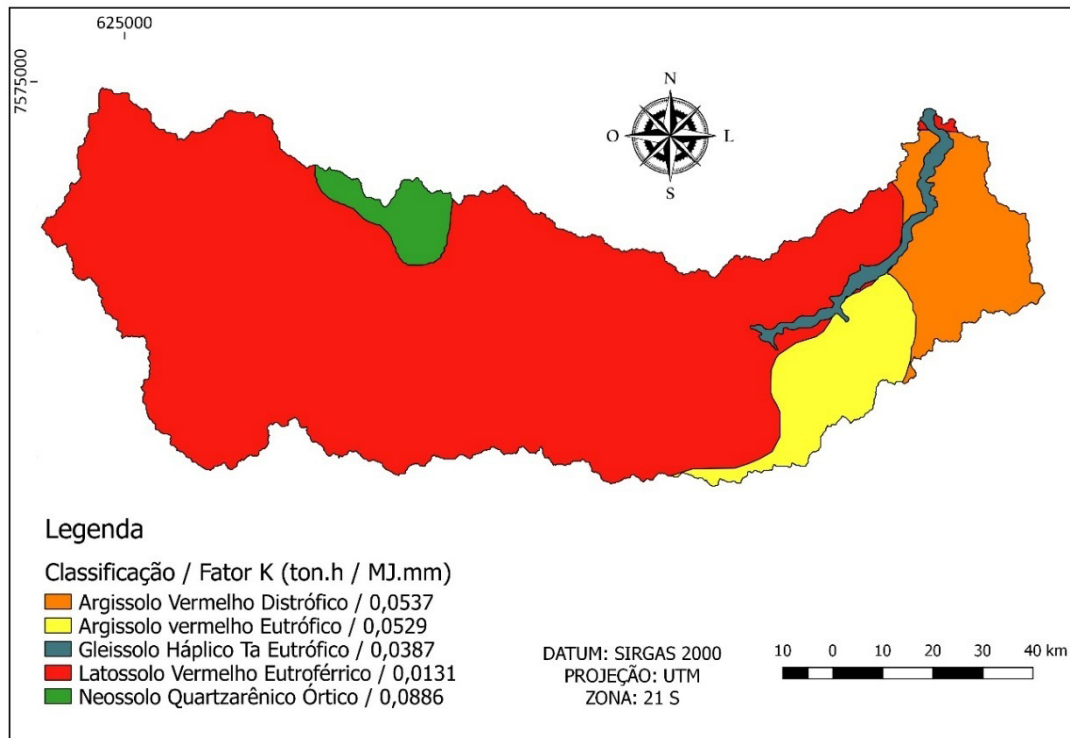 625000
7575000
N
O
L
S
Legenda
Classificação / Fator K (ton.h / MJ.mm)
Argissolo Vermelho Distrófico / 0,0537
Argissolo vermelho Eutrófico / 0,0529
Gleissolo Háplico Ta Eutrófico / 0,0387
Latossolo Vermelho Eutroférrico / 0,0131
Neossolo Quartzarênico Órtico / 0,0886
DATUM: SIRGAS 2000
PROJEÇÃO: UTM
ZONA: 21 S
10 0 10 20 30 40 km